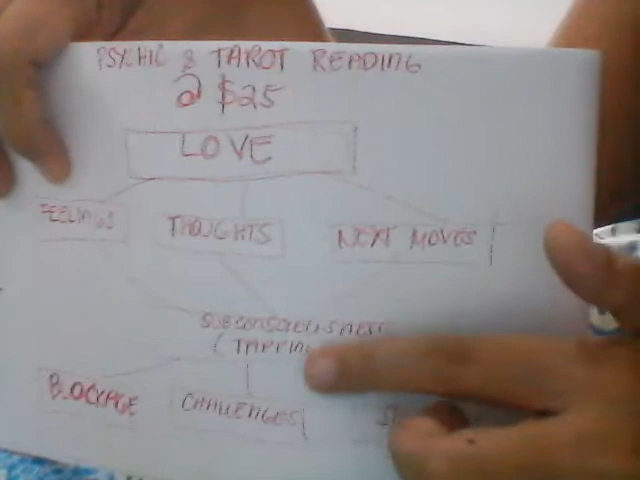 PSYCHIC & TAROT READING
@ $25
LOVE
FEELINGS THOUGHTS NEXT MOVES
BLOCKAGE CHALLENGES